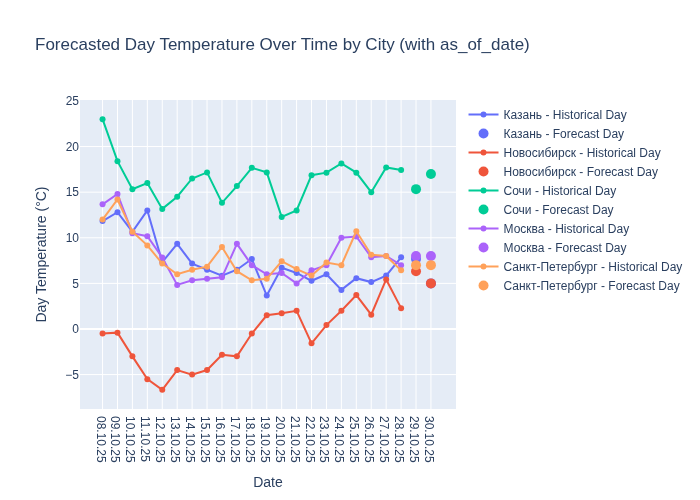 Forecasted Day Temperature Over Time by City (with as_of_date)
25
20
15
10
5
0
−5
Day Temperature (°C)
08.10.25
09.10.25
10.10.25
11.10.25
12.10.25
13.10.25
14.10.25
15.10.25
16.10.25
17.10.25
18.10.25
19.10.25
20.10.25
21.10.25
22.10.25
23.10.25
24.10.25
25.10.25
26.10.25
27.10.25
28.10.25
29.10.25
30.10.25
Date
Казань - Historical Day
Казань - Forecast Day
Новосибирск - Historical Day
Новосибирск - Forecast Day
Сочи - Historical Day
Сочи - Forecast Day
Москва - Historical Day
Москва - Forecast Day
Санкт-Петербург - Historical Day
Санкт-Петербург - Forecast Day